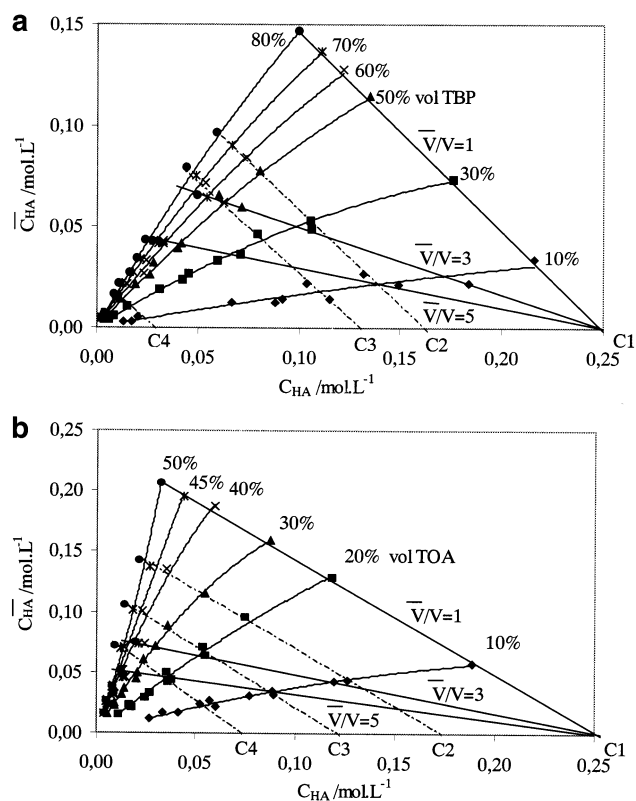 a
0,15
80%
70%
60%
50% vol TBP
V̅/V=1
30%
0,10
C̅HA /mol.L-1
0,05
V̅/V=3
10%
V̅/V=5
0,00
C4
C3
C2
C1
0,00
0,05
0,10
0,15
0,20
0,25
CHA /mol.L-1
b
0,25
50%
45%
40%
0,20
30%
20% vol TOA
0,15
V̅/V=1
C̅HA /mol.L-1
0,10
10%
0,05
V̅/V=3
V̅/V=5
0,00
C4
C3
C2
C1
0,00
0,05
0,10
0,15
0,20
0,25
CHA /mol.L-1